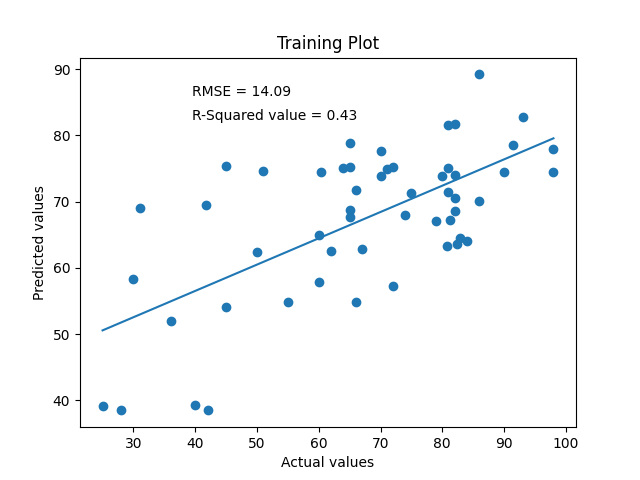 Training Plot
RMSE = 14.09
R-Squared value = 0.43
Predicted values
90
80
70
60
50
40
30 40 50 60 70 80 90 100
Actual values